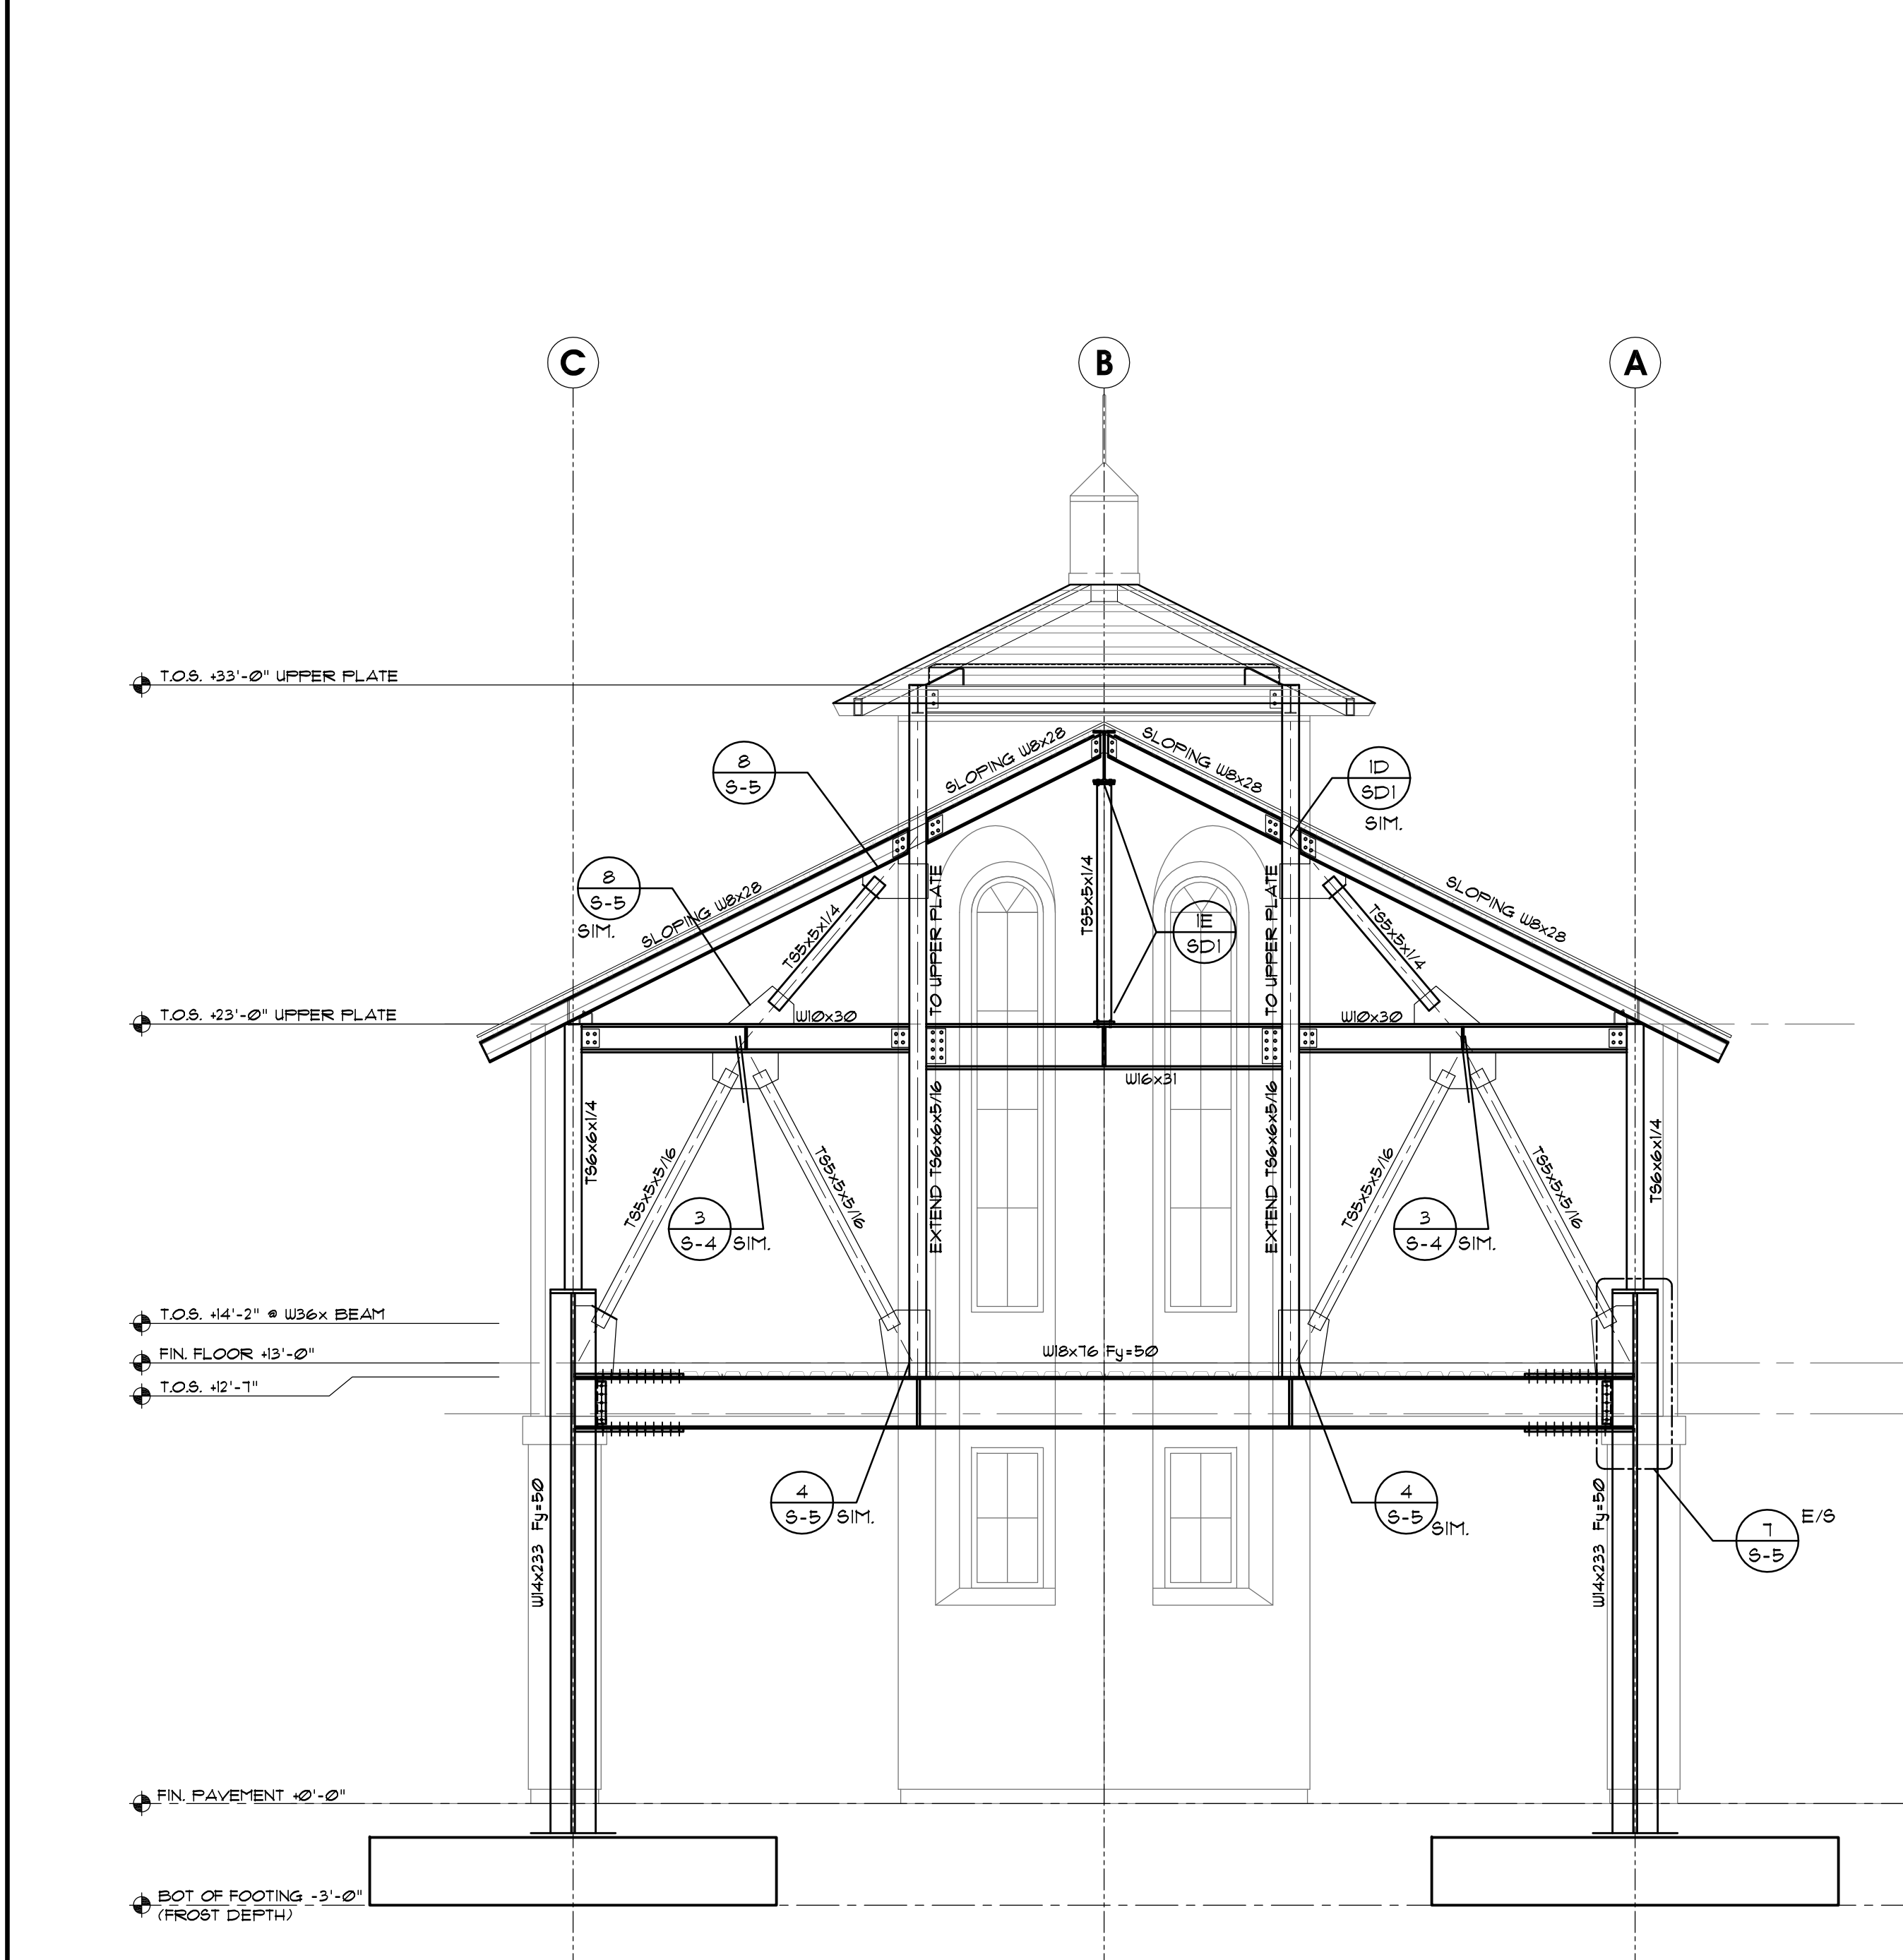 C
B
A
T.O.S. +33'-0" UPPER PLATE
SLOPING W8x28
SLOPING W8x28
8
S-5
1D
SD1
SIM.
8
S-5
SIM.
SLOPING W8x28
SLOPING W8x28
TS5x5x1/4
TS5x5x1/4
TS5x5x1/4
1E
SD1
EXTEND TS6x6x5/16 TO UPPER PLATE
EXTEND TS6x6x5/16 TO UPPER PLATE
T.O.S. +23'-0" UPPER PLATE
W10x30
W10x30
W16x31
TS6x6x1/4
TS6x6x1/4
TS5x5x5/16
TS5x5x5/16
TS5x5x5/16
TS5x5x5/16
3
S-4
SIM.
3
S-4
SIM.
T.O.S. +14'-2" @ W36x BEAM
FIN. FLOOR +13'-0"
W18x76 Fy=50
T.O.S. +12'-7"
4
S-5
SIM.
4
S-5
SIM.
7
S-5
E/S
W14x233 Fy=50
W14x233 Fy=50
FIN. PAVEMENT +0'-0"
BOT OF FOOTING -3'-0"
(FROST DEPTH)